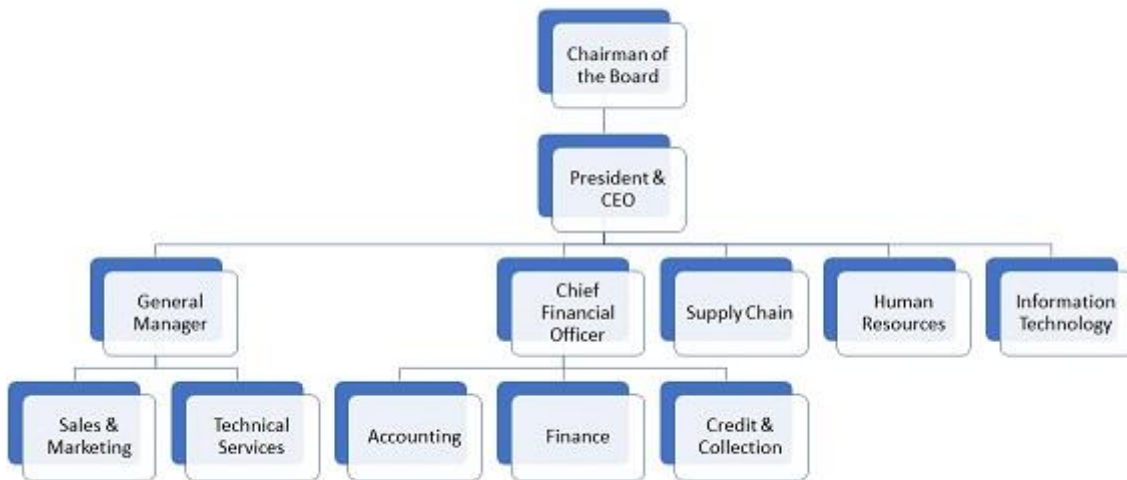 Chairman of
the Board
President &
CEO
General
Manager
Chief
Financial
Officer
Supply Chain
Human
Resources
Information
Technology
Sales &
Marketing
Technical
Services
Accounting
Finance
Credit &
Collection